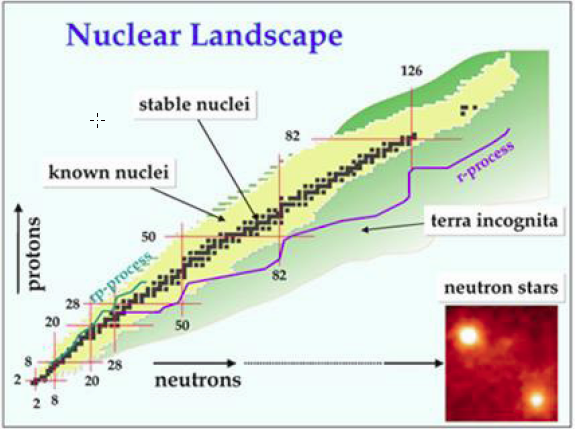 Nuclear Landscape
126
stable nuclei
82
known nuclei
r-process
terra incognita
protons
50
rp-process
82
neutron stars
28
20
50
8
28
2
20
neutrons
2
8